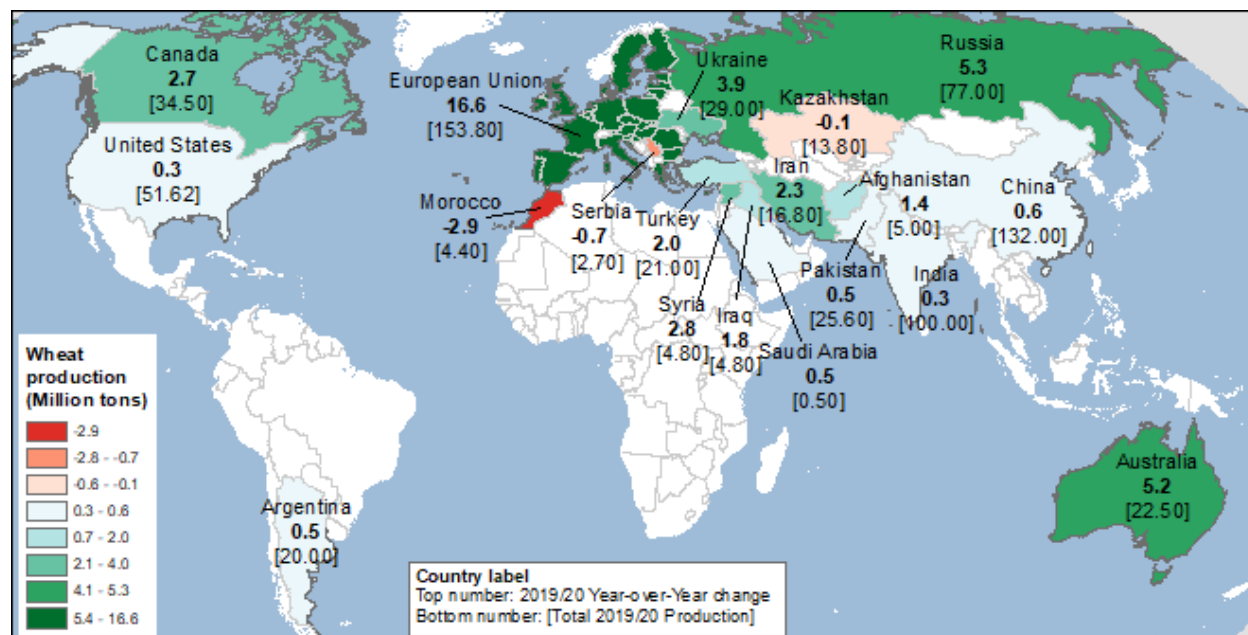 Canada
2.7
[34.50]
United States
0.3
[51.62]
European Union
16.6
[153.80]
Ukraine
3.9
[29.00]
Russia
5.3
[77.00]
Kazakhstan
-0.1
[13.80]
Morocco
-2.9
[4.40]
Serbia
-0.7
[2.70]
Turkey
2.0
[21.00]
Iran
2.3
[16.80]
Afghanistan
1.4
[5.00]
China
0.6
[132.00]
Syria
2.8
[4.80]
Iraq
1.8
[4.80]
Saudi Arabia
0.5
[0.50]
Pakistan
0.5
[25.60]
India
0.3
[100.00]
Argentina
0.5
[20.00]
Australia
5.2
[22.50]
Wheat
production
(Million tons)
-2.9
-2.8 - -0.7
-0.6 - -0.1
0.3 - 0.6
0.7 - 2.0
2.1 - 4.0
4.1 - 5.3
5.4 - 16.6
Country label
Top number: 2019/20 Year-over-Year change
Bottom number: [Total 2019/20 Production]